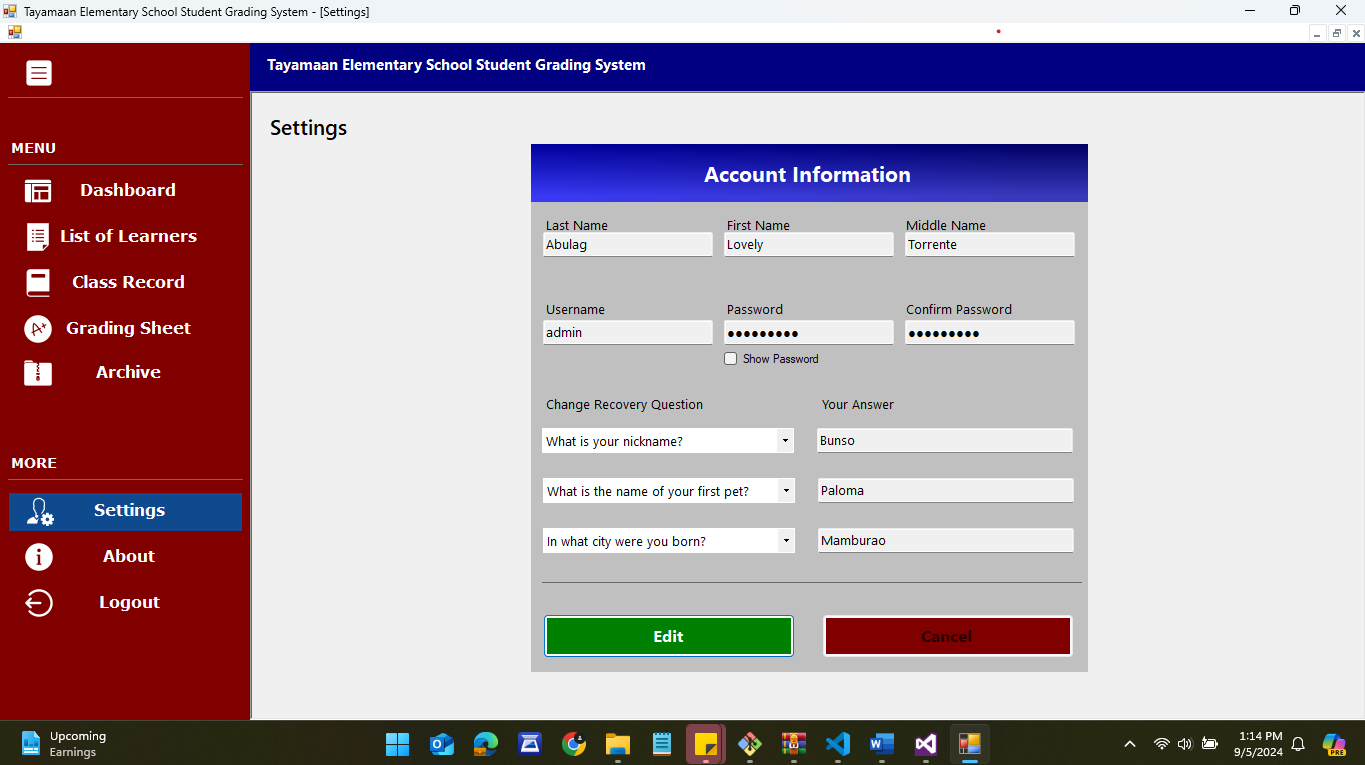 Tayamaan Elementary School Student Grading System - [Settings]
Tayamaan Elementary School Student Grading System
Settings
MENU
Dashboard
List of Learners
Class Record
Grading Sheet
Archive
MORE
Settings
About
Logout
Account Information
Last Name First Name Middle Name
Abulag Lovely Torrente
Username Password Confirm Password
admin ●●●●●●●●● ●●●●●●●●●
Show Password
Change Recovery Question Your Answer
What is your nickname? Bunso
What is the name of your first pet? Paloma
In what city were you born? Mamburao
Edit Cancel
Upcoming
Earnings
1:14 PM
9/5/2024
PRE